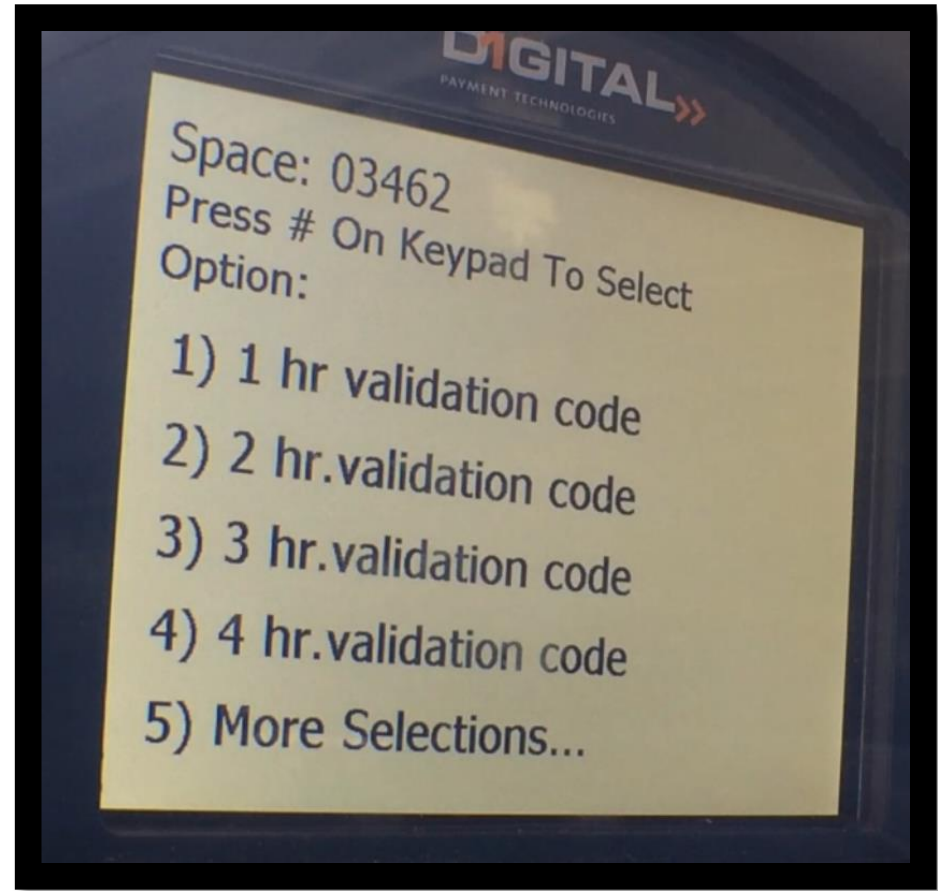 DIGITAL
PAYMENT TECHNOLOGIES
Space: 03462
Press # On Keypad To Select
Option:
1) 1 hr validation code
2) 2 hr.validation code
3) 3 hr.validation code
4) 4 hr.validation code
5) More Selections...